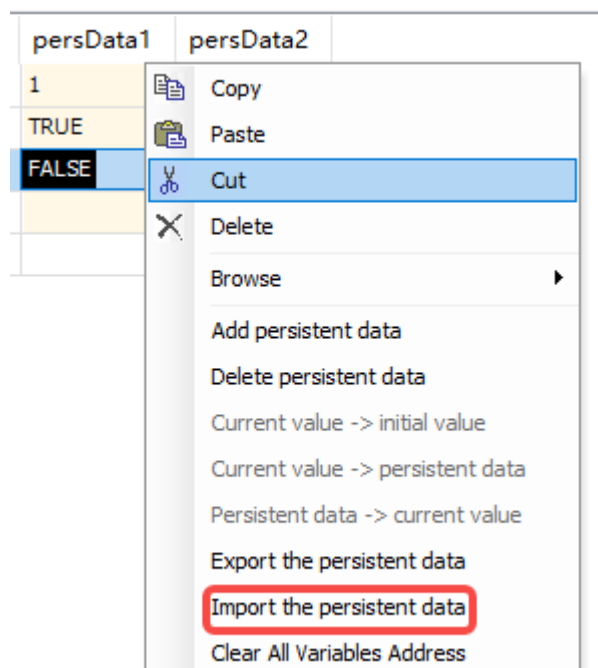 persData1 persData2
1
Copy
TRUE
Paste
FALSE
Cut
Delete
Browse
Add persistent data
Delete persistent data
Current value -> initial value
Current value -> persistent data
Persistent data -> current value
Export the persistent data
Import the persistent data
Clear All Variables Address